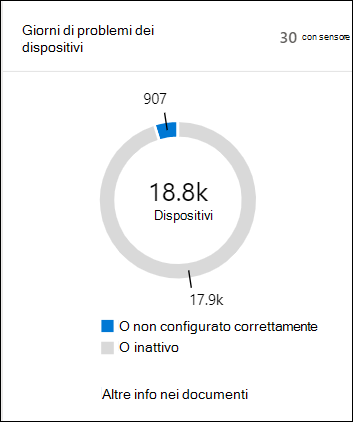 Giorni di problemi dei
dispositivi
30 con sensore
907
18.8k
Dispositivi
17.9k
O non configurato correttamente
O inattivo
Altre info nei documenti